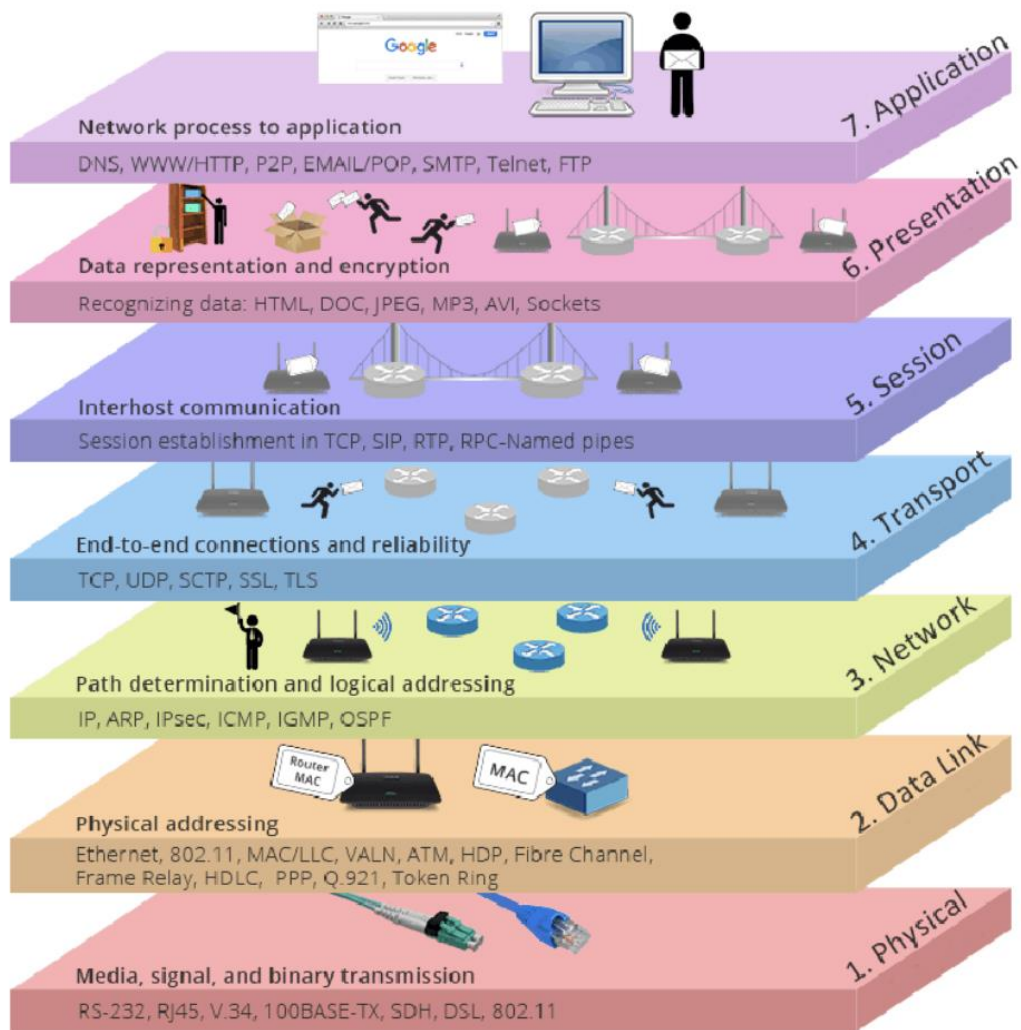 Google
7. Application
Network process to application
DNS, WWW/HTTP, P2P, EMAIL/POP, SMTP, Telnet, FTP
6. Presentation
Data representation and encryption
Recognizing data: HTML, DOC, JPEG, MP3, AVI, Sockets
5. Session
Interhost communication
Session establishment in TCP, SIP, RTP, RPC-Named pipes
4. Transport
End-to-end connections and reliability
TCP, UDP, SCTP, SSL, TLS
3. Network
Path determination and logical addressing
IP, ARP, IPsec, ICMP, IGMP, OSPF
2. Data Link
Router
MAC
MAC
Physical addressing
Ethernet, 802.11, MAC/LLC, VALN, ATM, HDP, Fibre Channel,
Frame Relay, HDLC, PPP, Q.921, Token Ring
1. Physical
Media, signal, and binary transmission
RS-232, RJ45, V.34, 100BASE-TX, SDH, DSL, 802.11